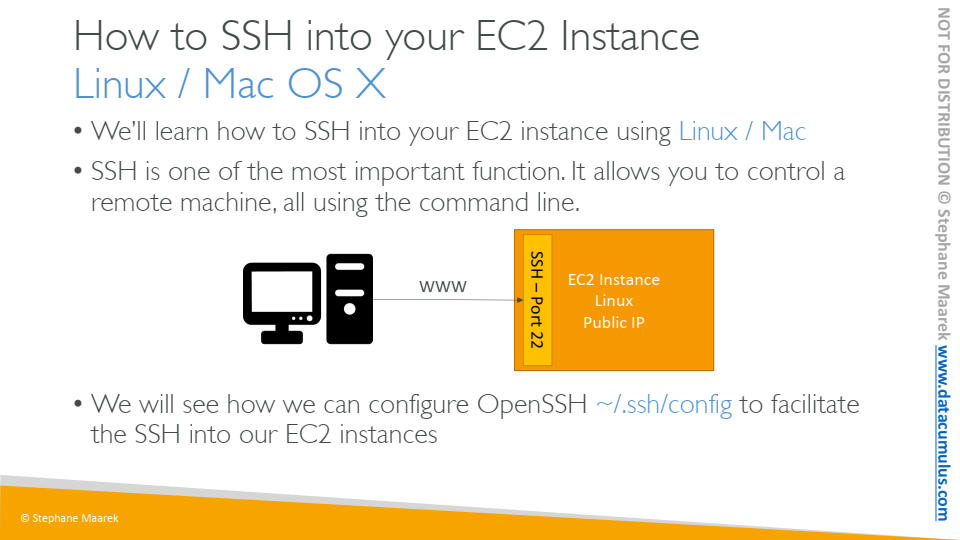 How to SSH into your EC2 Instance
Linux / Mac OS X
• We'll learn how to SSH into your EC2 instance using Linux / Mac
• SSH is one of the most important function. It allows you to control a
remote machine, all using the command line.
WWW
SSH – Port 22
EC2 Instance
Linux
Public IP
• We will see how we can configure OpenSSH ~/.ssh/config to facilitate
the SSH into our EC2 instances
© Stephane Maarek
NOT FOR DISTRIBUTION © Stephane Maarek www.datacumulus.com